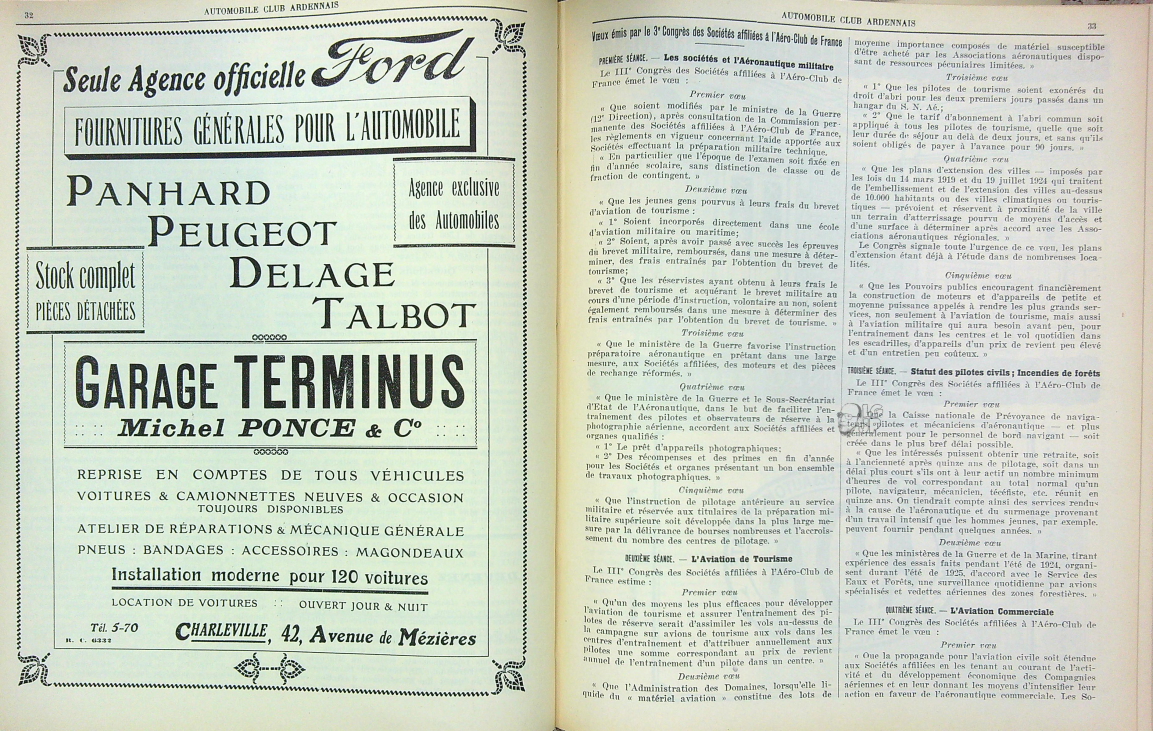 32
AUTOMOBILE CLUB ARDENNAIS
Seule Agence officielle Ford
FOURNITURES GÉNÉRALES POUR L'AUTOMOBILE
PANHARD
Agence exclusive
des Automobiles
PEUGEOT
Stock complet
PIÈCES DÉTACHÉES
DELAGE
TALBOT
GARAGE TERMINUS
Michel PONCE & Co
REPRISE EN COMPTES DE TOUS VÉHICULES
VOITURES & CAMIONNETTES NEUVES & OCCASION
TOUJOURS DISPONIBLES
ATELIER DE RÉPARATIONS & MÉCANIQUE GÉNÉRALE
PNEUS : BANDAGES : ACCESSOIRES : MAGONDEAUX
Installation moderne pour 120 voitures
LOCATION DE VOITURES :: OUVERT JOUR & NUIT
Tél. 5-70
R. C. 6332
CHARLEVILLE, 42, Avenue de Mézières
AUTOMOBILE CLUB ARDENNAIS
33
Vœux émis par le 3e Congrès des Sociétés affiliées à l'Aéro-Club de France
PREMIÈRE SÉANCE. — Les sociétés et l'Aéronautique militaire
Le IIIe Congrès des Sociétés affiliées à l'Aéro-Club de
France émet le vœu :
Premier vœu
« Que soient modifiés par le ministre de la Guerre
(12e Direction), après consultation de la Commission per-
manente des Sociétés affiliées à l'Aéro-Club de France,
les règlements en vigueur concernant l'aide apportée aux
Sociétés effectuant la préparation militaire technique.
« En particulier que l'époque de l'examen soit fixée en
fin d'année scolaire, sans distinction de classe ou de
fraction de contingent. »
Deuxième vœu
« Que les jeunes gens pourvus à leurs frais du brevet
d'aviation de tourisme :
« 1° Soient incorporés directement dans une école
d'aviation militaire ou maritime;
« 2° Soient, après avoir passé avec succès les épreuves
du brevet militaire, remboursés, dans une mesure à déter-
miner, des frais entraînés par l'obtention du brevet de
tourisme;
« 3° Que les réservistes ayant obtenu à leurs frais le
brevet de tourisme et acquérant le brevet militaire au
cours d'une période d'instruction, volontaire au non, soient
également remboursés dans une mesure à déterminer des
frais entraînés par l'obtention du brevet de tourisme. »
Troisième vœu
« Que le ministère de la Guerre favorise l'instruction
préparatoire aéronautique en prêtant dans une large
mesure, aux Sociétés affiliées, des moteurs et des pièces
de rechange réformés. »
Quatrième vœu
« Que le ministère de la Guerre et le Sous-Secrétariat
d'Etat de l'Aéronautique, dans le but de faciliter l'en-
traînement des pilotes et observateurs de réserve à la
photographie aérienne, accordent aux Sociétés affiliées et
organes qualifiés :
« 1° Le prêt d'appareils photographiques;
« 2° Des récompenses et des primes en fin d'année
pour les Sociétés et organes présentant un bon ensemble
de travaux photographiques. »
Cinquième vœu
« Que l'instruction de pilotage antérieure au service
militaire et réservée aux titulaires de la préparation mi-
litaire supérieure soit développée dans la plus large me-
sure par la délivrance de bourses nombreuses et l'accrois-
sement du nombre des centres de pilotage. »
DEUXIÈME SÉANCE. — L'Aviation de Tourisme
Le IIIe Congrès des Sociétés affiliées à l'Aéro-Club de
France estime :
Premier vœu
« Qu'un des moyens les plus efficaces pour développer
l'aviation de tourisme et assurer l'entraînement des pi-
lotes de réserve serait d'assimiler les vols au-dessus de
la campagne sur avions de tourisme aux vols dans les
centres d'entraînement et d'attribuer annuellement aux
pilotes une somme correspondant au prix de revient
annuel de l'entraînement d'un pilote dans un centre. »
Deuxième vœu
« Que l'Administration des Domaines, lorsqu'elle li-
quide du « matériel aviation » constitue des lots de
moyenne importance composés de matériel susceptible
d'être acheté par les Associations aéronautiques dispo-
sant de ressources pécuniaires limitées. »
Troisième vœu
« 1° Que les pilotes de tourisme soient exonérés du
droit d'abri pour les deux premiers jours passés dans un
hangar du S. N. Aé.;
« 2° Que le tarif d'abonnement à l'abri commun soit
appliqué à tous les pilotes de tourisme, quelle que soit
leur durée de séjour au delà de deux jours, et sans qu'ils
soient obligés de payer à l'avance pour 90 jours. »
Quatrième vœu
« Que les plans d'extension des villes — imposés par
les lois du 14 mars 1919 et du 19 juillet 1924 qui traitent
de l'embellissement et de l'extension des villes au-dessus
de 10.000 habitants ou des villes climatiques ou touris-
tiques — prévoient et réservent à proximité de la ville
un terrain d'atterrissage pourvu de moyens d'accès et
d'une surface à déterminer après accord avec les Asso-
ciations aéronautiques régionales. »
Le Congrès signale toute l'urgence de ce vœu, les plans
d'extension étant déjà à l'étude dans de nombreuses loca-
lités.
Cinquième vœu
« Que les Pouvoirs publics encouragent financièrement
la construction de moteurs et d'appareils de petite et
moyenne puissance appelés à rendre les plus grands ser-
vices, non seulement à l'aviation de tourisme, mais aussi
à l'aviation militaire qui aura besoin avant peu, pour
l'entraînement dans les centres et le vol quotidien dans
les escadrilles, d'appareils d'un prix de revient peu élevé
et d'un entretien peu coûteux. »
TROISIÈME SÉANCE. — Statut des pilotes civils; Incendies de forêts
Le IIIe Congrès des Sociétés affiliées à l'Aéro-Club de
France émet le vœu :
Premier vœu
Que la Caisse nationale de Prévoyance de naviga-
pilotes et mécaniciens d'aéronautique — et plus
généralement pour le personnel de bord navigant — soit
créée dans le plus bref délai possible.
« Que les intéressés puissent obtenir une retraite, soit
à l'ancienneté après quinze ans de pilotage, soit dans un
délai plus court s'ils ont à leur actif un nombre minimum
d'heures de vol correspondant au total normal qu'un
pilote, navigateur, mécanicien, técéfiste, etc. réunit en
quinze ans. On tiendrait compte ainsi des services rendus
à la cause de l'aéronautique et du surmenage provenant
d'un travail intensif que les hommes jeunes, par exemple,
peuvent fournir pendant quelques années. »
Deuxième vœu
« Que les ministères de la Guerre et de la Marine, tirant
expérience des essais faits pendant l'été de 1924, organi-
sent durant l'été de 1925, d'accord avec le Service des
Eaux et Forêts, une surveillance quotidienne par avions
spécialisés et vedettes aériennes des zones forestières. »
QUATRIÈME SÉANCE. — L'Aviation Commerciale
Le IIIe Congrès des Sociétés affiliées à l'Aéro-Club de
France émet le vœu :
Premier vœu
« Que la propagande pour l'aviation civile soit étendue
aux Sociétés affiliées en les tenant au courant de l'acti-
vité et du développement économique des Compagnies
aériennes et en leur donnant les moyens d'intensifier leur
action en faveur de l'aéronautique commerciale. Les So-